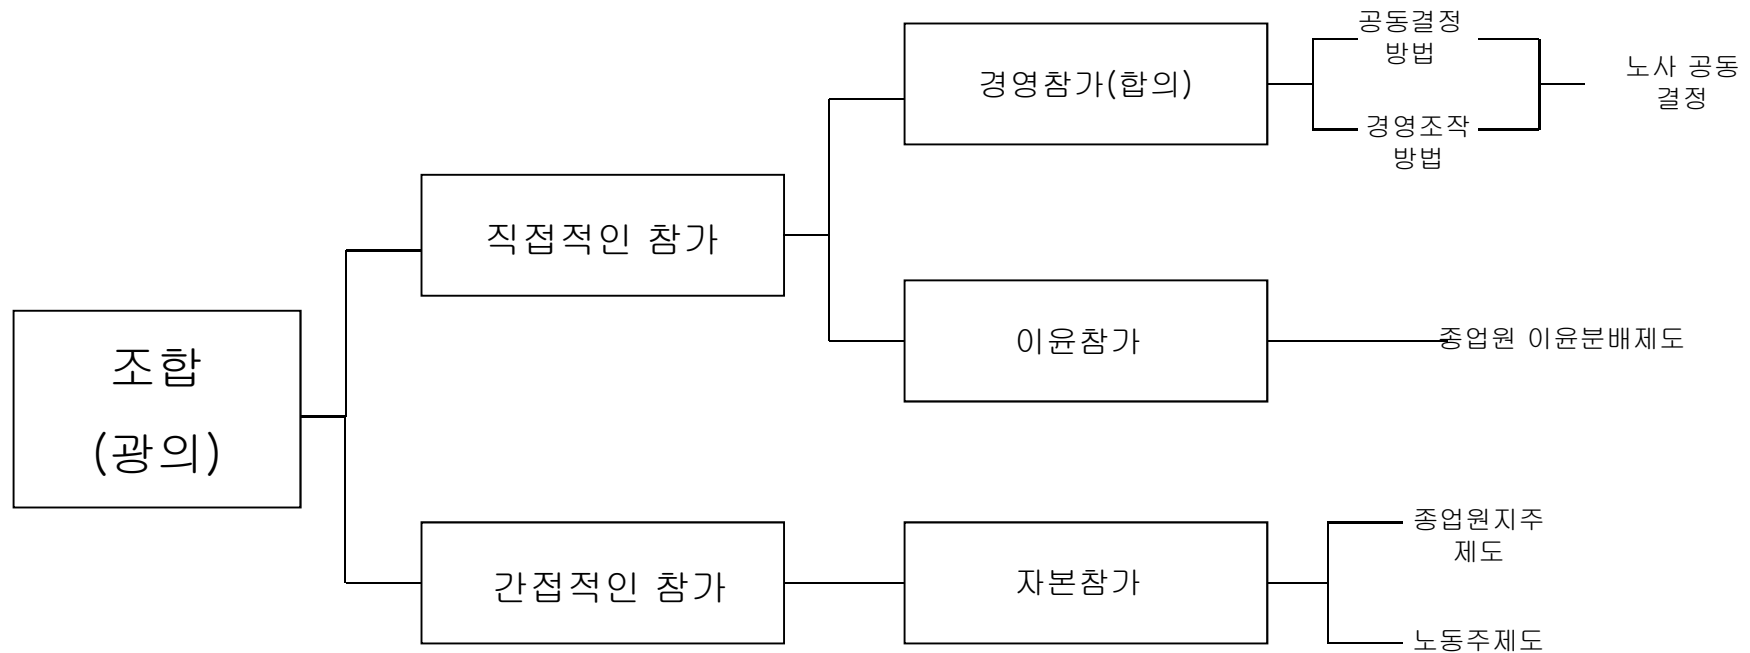 조합
(광의)
직접적인 참가
간접적인 참가
경영참가(합의)
이윤참가
자본참가
공동결정
방법
경영조작
방법
노사 공동
결정
종업원 이윤분배제도
종업원지주
제도
노동주제도